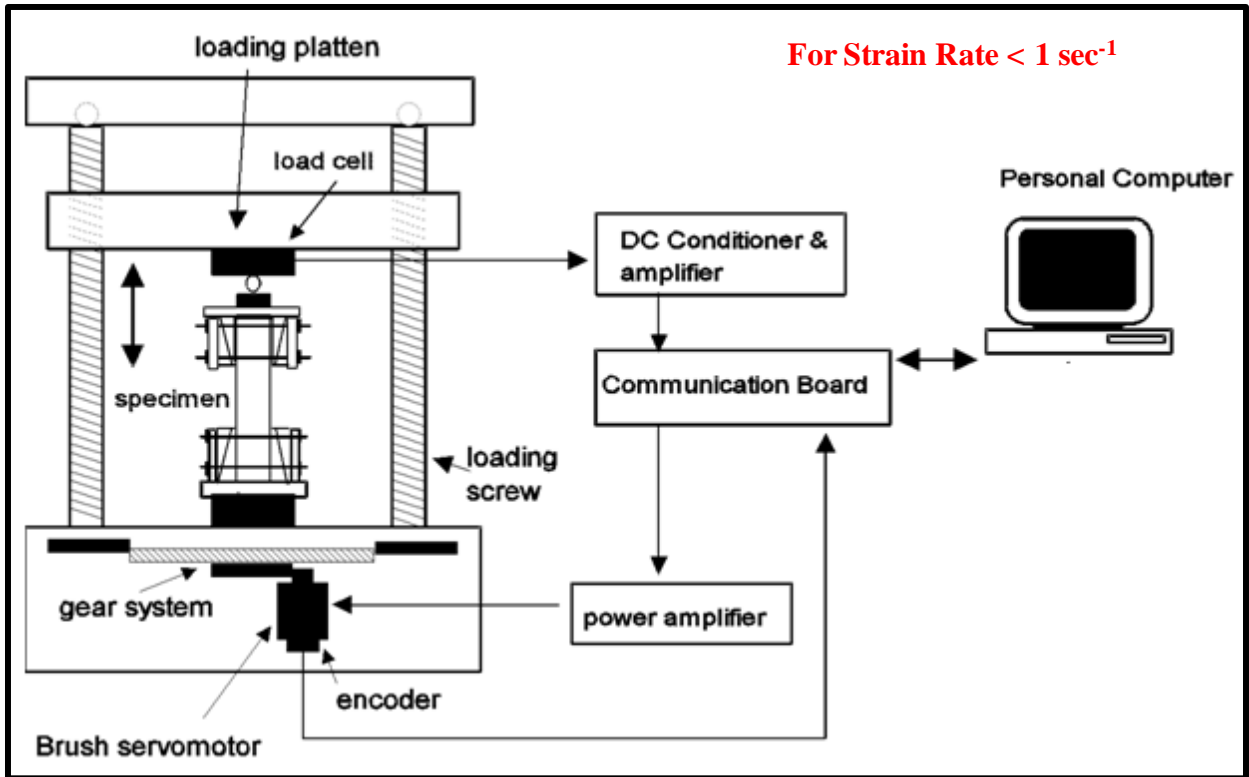 loading platten
For Strain Rate < 1 sec⁻¹
load cell
Personal Computer
DC Conditioner &
amplifier
Communication Board
specimen
loading
screw
gear system
power amplifier
encoder
Brush servomotor